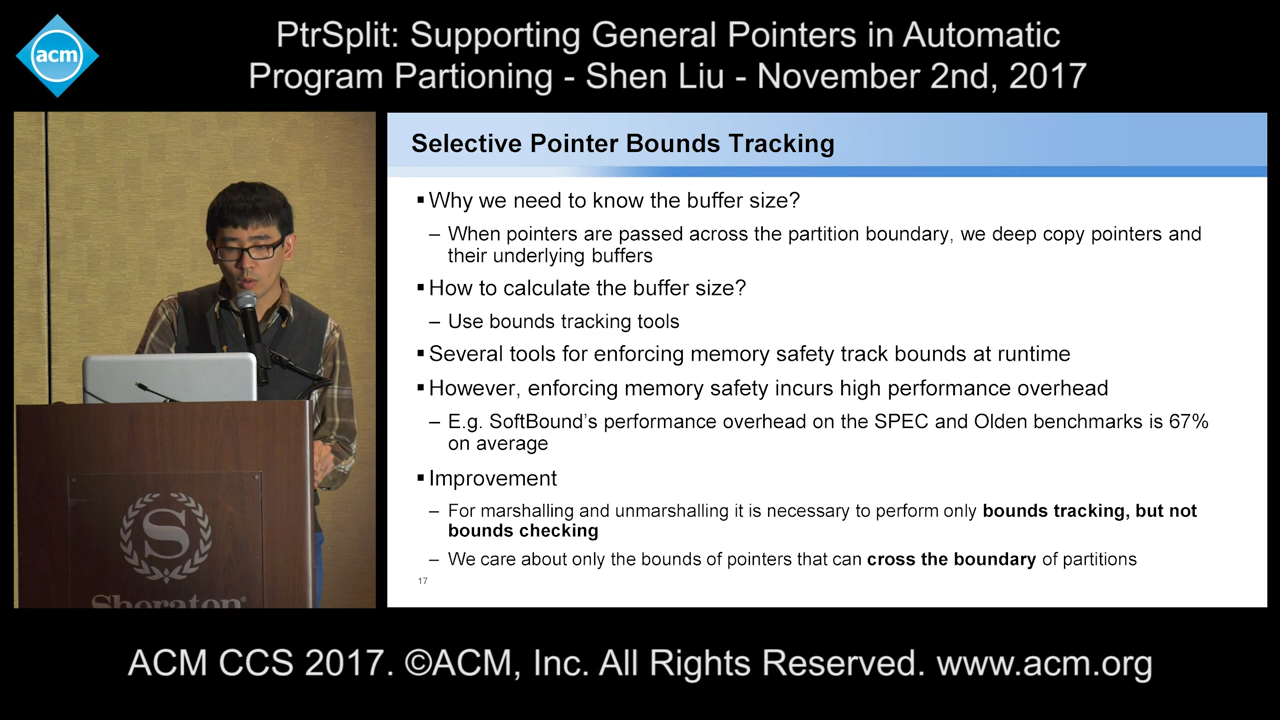 acm
PtrSplit: Supporting General Pointers in Automatic
Program Partioning - Shen Liu - November 2nd, 2017
Selective Pointer Bounds Tracking
▪ Why we need to know the buffer size?
– When pointers are passed across the partition boundary, we deep copy pointers and
their underlying buffers
▪ How to calculate the buffer size?
– Use bounds tracking tools
▪ Several tools for enforcing memory safety track bounds at runtime
▪ However, enforcing memory safety incurs high performance overhead
– E.g. SoftBound's performance overhead on the SPEC and Olden benchmarks is 67%
on average
▪ Improvement
– For marshalling and unmarshalling it is necessary to perform only bounds tracking, but not
bounds checking
– We care about only the bounds of pointers that can cross the boundary of partitions
17
S
Sheraton®
ACM CCS 2017. ©ACM, Inc. All Rights Reserved. www.acm.org